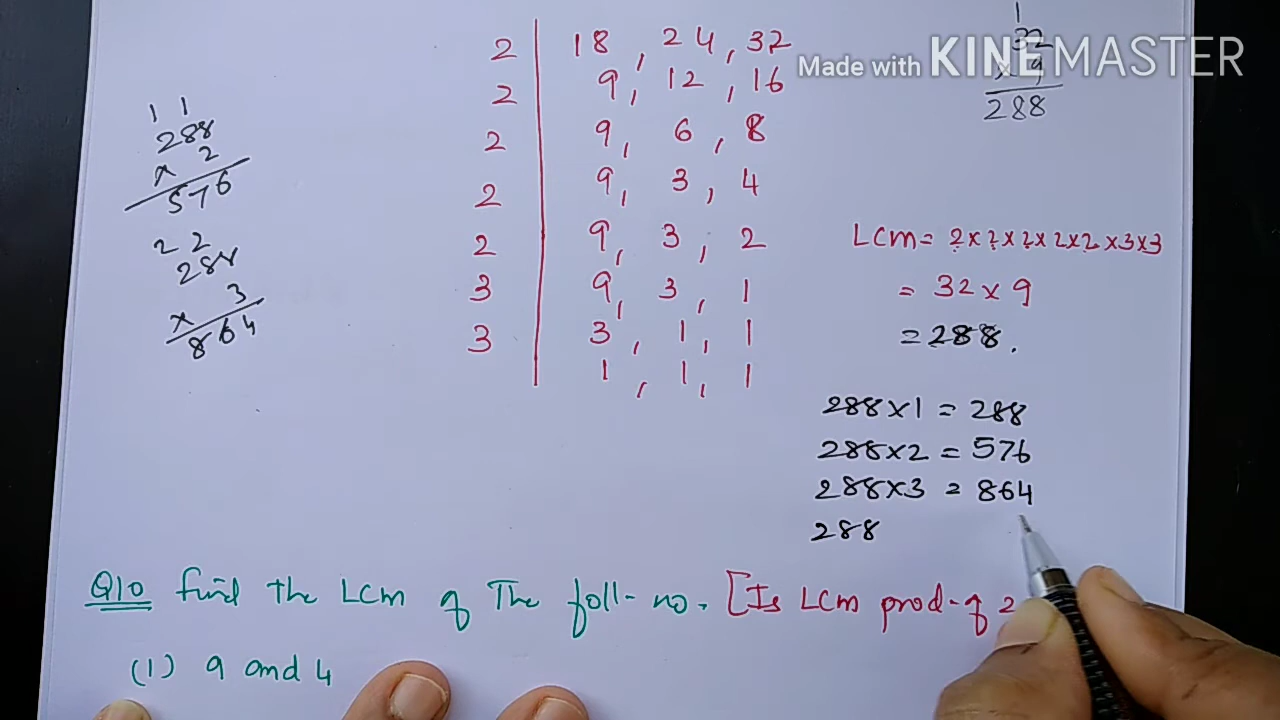 2 | 18 , 24 , 32
2 | 9 , 12 , 16
2 | 9 , 6 , 8
2 | 9 , 3 , 4
2 | 9 , 3 , 2
3 | 9 , 3 , 1
3 | 3 , 1 , 1
1 , 1 , 1
1
32
x 9
288
Made with KINEMASTER
1 1
288
x 2
576
2 2
288
x 3
864
LCM = 2x2x2x2x2x3x3
= 32 x 9
= 288.
288x1 = 288
288x2 = 576
288x3 = 864
288
Q10 Find the LCM of The foll- no. [Is LCM prod-of 2
(1) 9 and 4